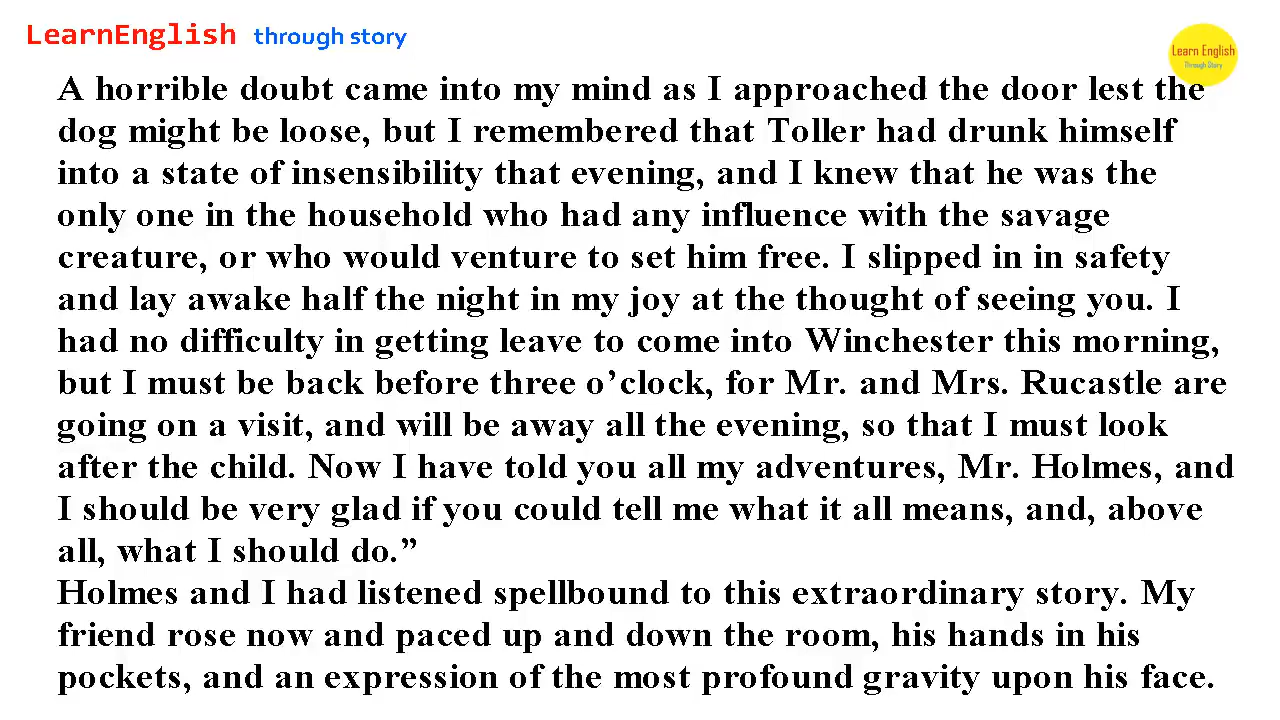 LearnEnglish through story
Learn English
Through Story
A horrible doubt came into my mind as I approached the door lest the
dog might be loose, but I remembered that Toller had drunk himself
into a state of insensibility that evening, and I knew that he was the
only one in the household who had any influence with the savage
creature, or who would venture to set him free. I slipped in in safety
and lay awake half the night in my joy at the thought of seeing you. I
had no difficulty in getting leave to come into Winchester this morning,
but I must be back before three o’clock, for Mr. and Mrs. Rucastle are
going on a visit, and will be away all the evening, so that I must look
after the child. Now I have told you all my adventures, Mr. Holmes, and
I should be very glad if you could tell me what it all means, and, above
all, what I should do.”
Holmes and I had listened spellbound to this extraordinary story. My
friend rose now and paced up and down the room, his hands in his
pockets, and an expression of the most profound gravity upon his face.